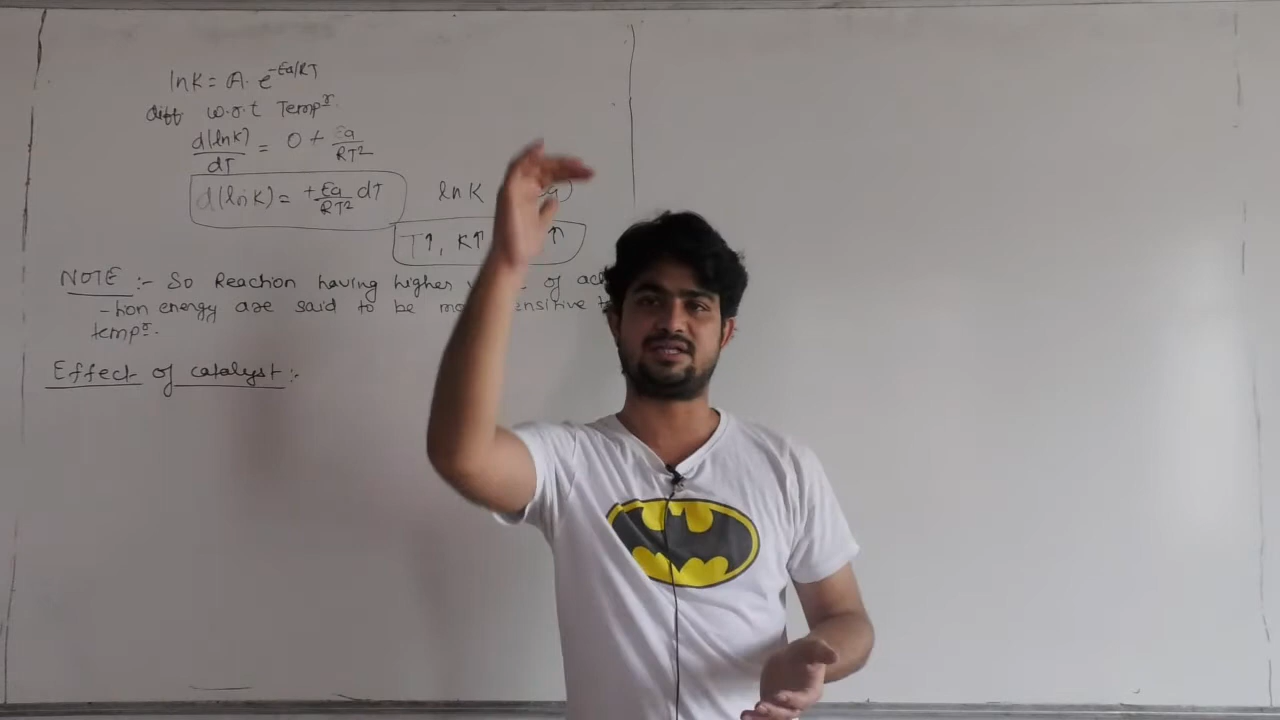 lnK = A. e^-Ea/RT
diff w.r.t Temp^r.
d(lnK)/dT = 0 + Ea/RT²
d(lnK) = +Ea/RT² dT lnK
T↑, K↑ ↑
NOTE :- So Reaction having higher of
-tion energy are said to be
temp^r.
Effect of catalyst :-